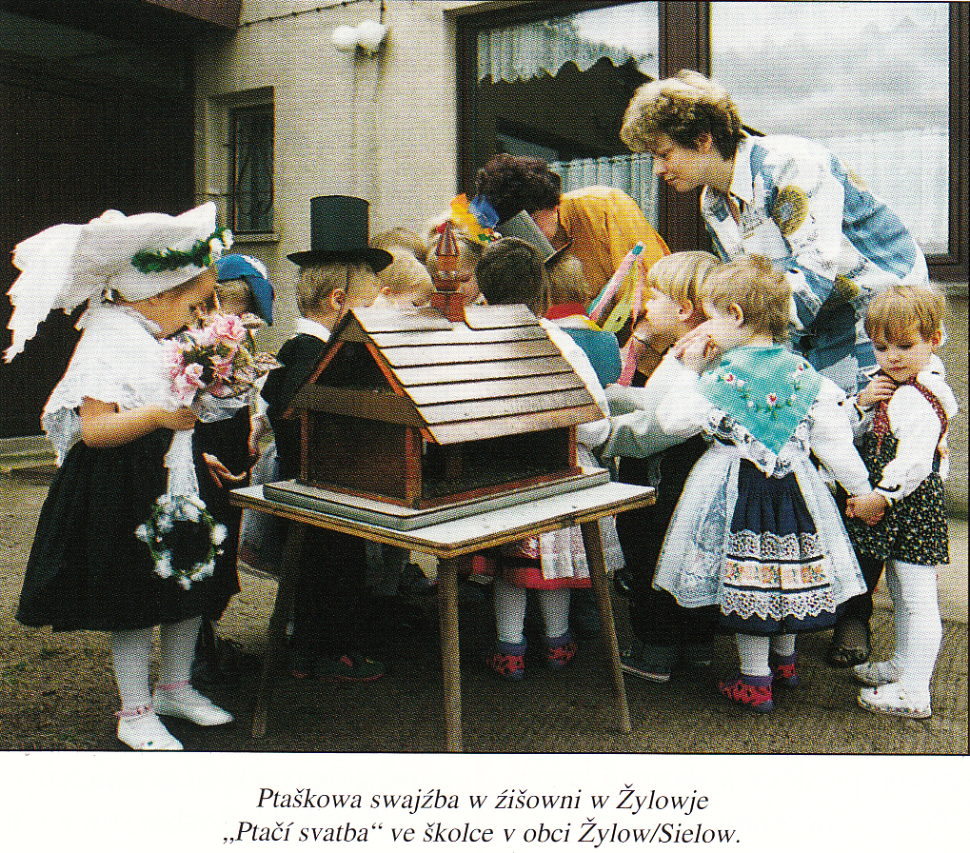 Ptaškowa swajźba w źišowni w Žylowje
„Ptačí svatba“ ve školce v obci Žylow/Sielow.